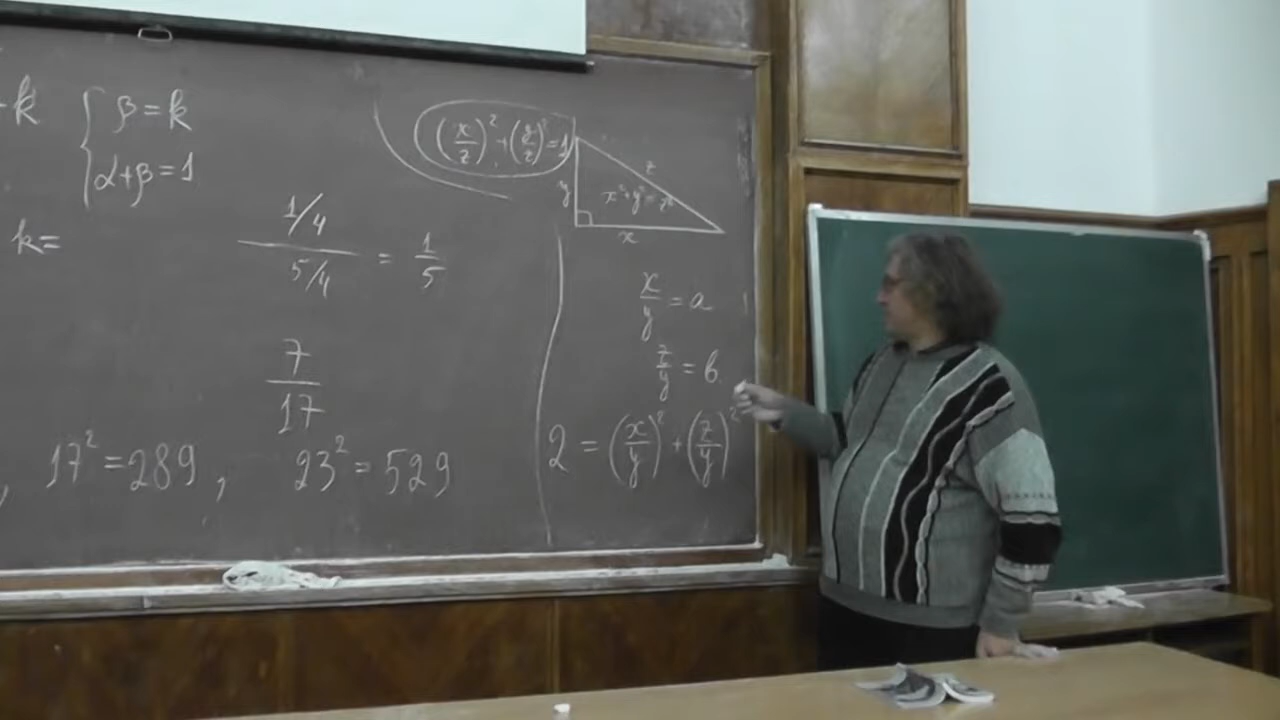 k { β = k
α+β=1
k=
(1/4)/(5/4) = 1/5
7/17
17² = 289 , 23² = 529
(x/z)² + (y/z)² = 1
y z
x² + y² = z²
x
x/y = a
z/y = b
2 = (x/y)² + (z/y)²